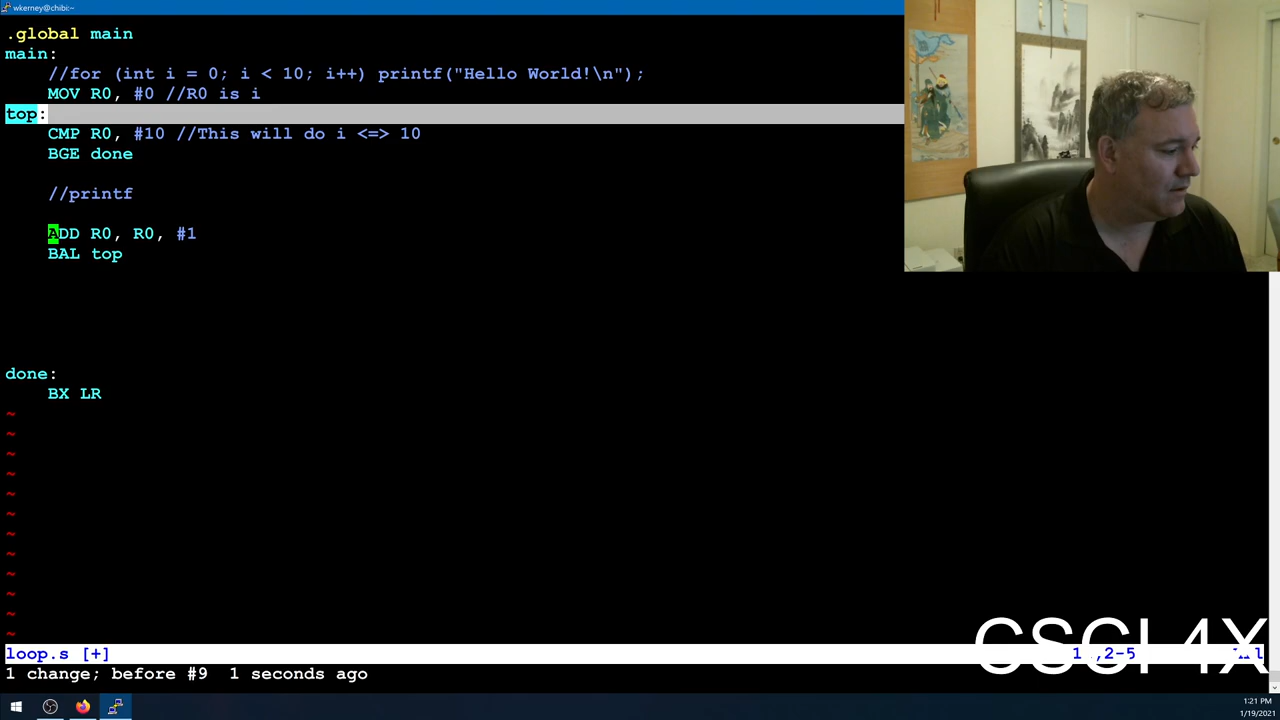 wkerney@chibi:~
.global main
main:
//for (int i = 0; i < 10; i++) printf("Hello World!\n");
MOV R0, #0 //R0 is i
top:
CMP R0, #10 //This will do i <=> 10
BGE done
//printf
ADD R0, R0, #1
BAL top
done:
BX LR
~
~
~
~
~
~
~
~
~
~
~
~
loop.s [+]
,2-5
CSCI 4X
1 change; before #9 1 seconds ago
1:21 PM
1/19/2021